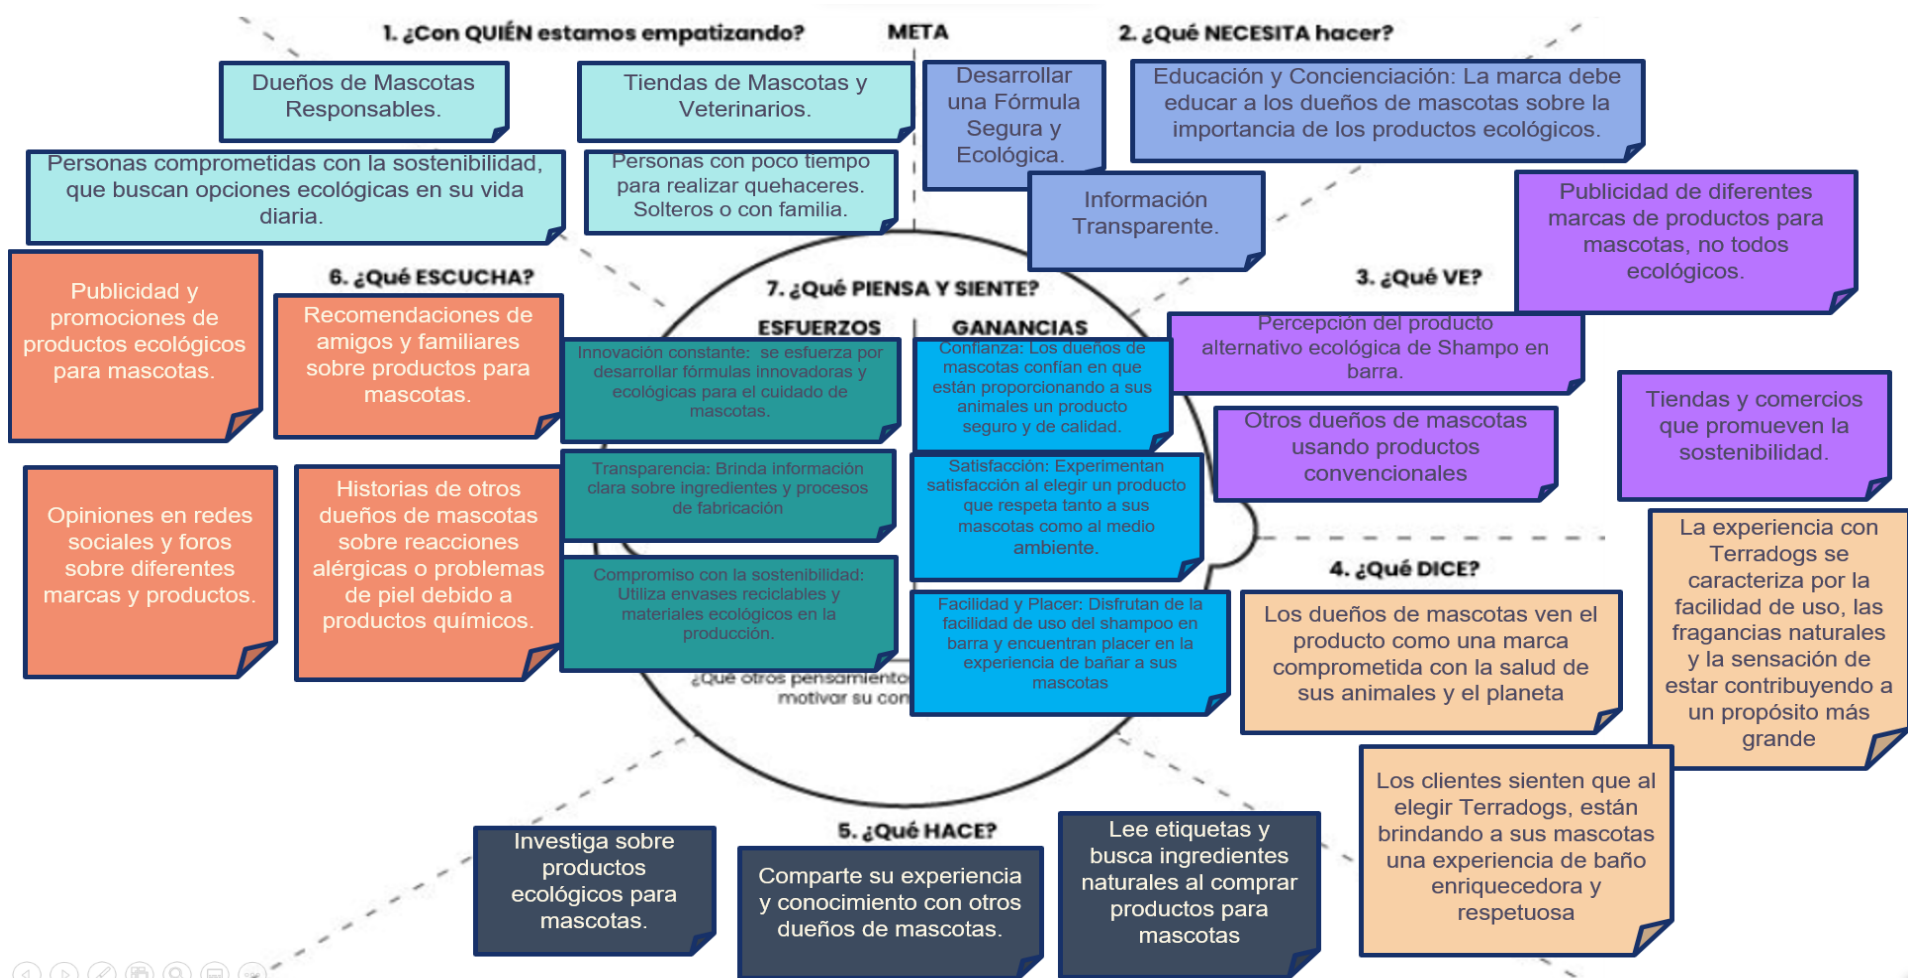 1. ¿Con QUIÉN estamos empatizando?
META
2. ¿Qué NECESITA hacer?
Dueños de Mascotas
Responsables.
Tiendas de Mascotas y
Veterinarios.
Personas comprometidas con la sostenibilidad,
que buscan opciones ecológicas en su vida
diaria.
Personas con poco tiempo
para realizar quehaceres.
Solteros o con familia.
Desarrollar
una Fórmula
Segura y
Ecológica.
Educación y Concienciación: La marca debe
educar a los dueños de mascotas sobre la
importancia de los productos ecológicos.
Información
Transparente.
3. ¿Qué VE?
Publicidad de diferentes
marcas de productos para
mascotas, no todos
ecológicos.
Percepción del producto
alternativo ecológica de Shampo en
barra.
Otros dueños de mascotas
usando productos
convencionales
Tiendas y comercios
que promueven la
sostenibilidad.
4. ¿Qué DICE?
Los dueños de mascotas ven el
producto como una marca
comprometida con la salud de
sus animales y el planeta
La experiencia con
Terradogs se
caracteriza por la
facilidad de uso, las
fragancias naturales
y la sensación de
estar contribuyendo a
un propósito más
grande
Los clientes sienten que al
elegir Terradogs, están
brindando a sus mascotas
una experiencia de baño
enriquecedora y
respetuosa
5. ¿Qué HACE?
Investiga sobre
productos
ecológicos para
mascotas.
Comparte su experiencia
y conocimiento con otros
dueños de mascotas.
Lee etiquetas y
busca ingredientes
naturales al comprar
productos para
mascotas
6. ¿Qué ESCUCHA?
Publicidad y
promociones de
productos ecológicos
para mascotas.
Recomendaciones de
amigos y familiares
sobre productos para
mascotas.
Opiniones en redes
sociales y foros
sobre diferentes
marcas y productos.
Historias de otros
dueños de mascotas
sobre reacciones
alérgicas o problemas
de piel debido a
productos químicos.
7. ¿Qué PIENSA Y SIENTE?
ESFUERZOS
GANANCIAS
Innovación constante: se esfuerza por
desarrollar fórmulas innovadoras y
ecológicas para el cuidado de
mascotas.
Transparencia: Brinda información
clara sobre ingredientes y procesos
de fabricación
Compromiso con la sostenibilidad:
Utiliza envases reciclables y
materiales ecológicos en la
producción.
Confianza: Los dueños de
mascotas confían en que
están proporcionando a sus
animales un producto
seguro y de calidad.
Satisfacción: Experimentan
satisfacción al elegir un producto
que respeta tanto a sus
mascotas como al medio
ambiente.
Facilidad y Placer: Disfrutan de la
facilidad de uso del shampoo en
barra y encuentran placer en la
experiencia de bañar a sus
mascotas
¿Qué otros
motivar su